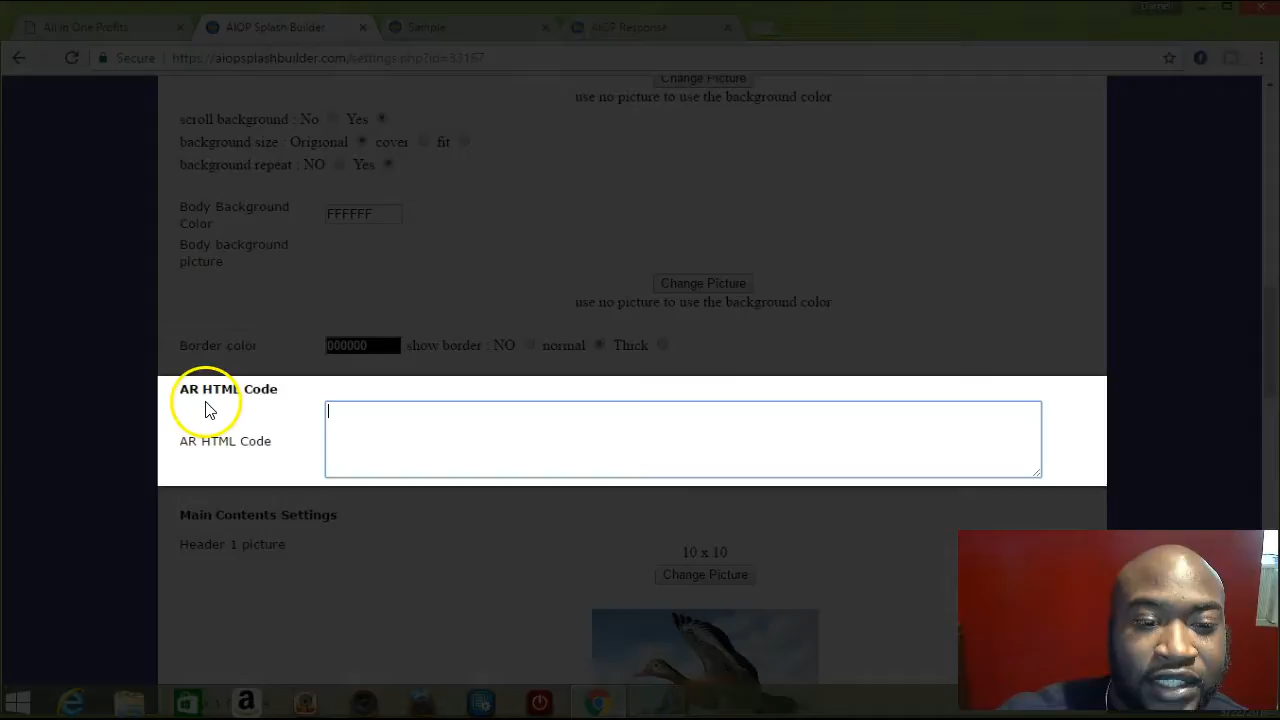 All In One Profits
AIOP Splash Builder
Sample
AIOP Response
Daniel
Secure
https://aiopsplashbuilder.com/settings.php?id=33167
Change Picture
use no picture to use the background color
scroll background : No Yes
background size : Origional cover fit
background repeat : NO Yes
Body Background Color
FFFFFF
Body background picture
Change Picture
use no picture to use the background color
Border color
000000
show border : NO normal Thick
AR HTML Code
AR HTML Code
Main Contents Settings
Header 1 picture
10 x 10
Change Picture